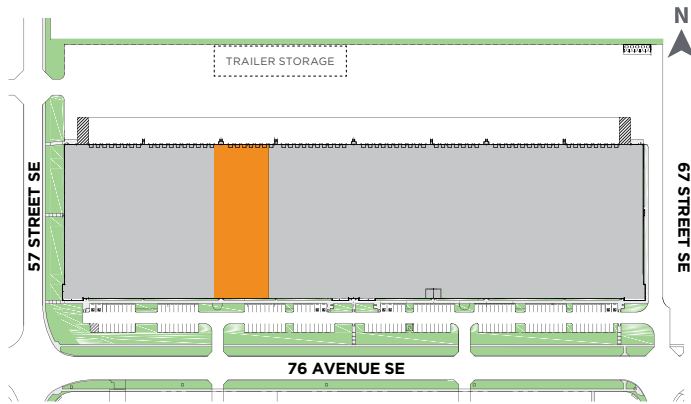 N
TRAILER STORAGE
57 STREET SE
67 STREET SE
76 AVENUE SE